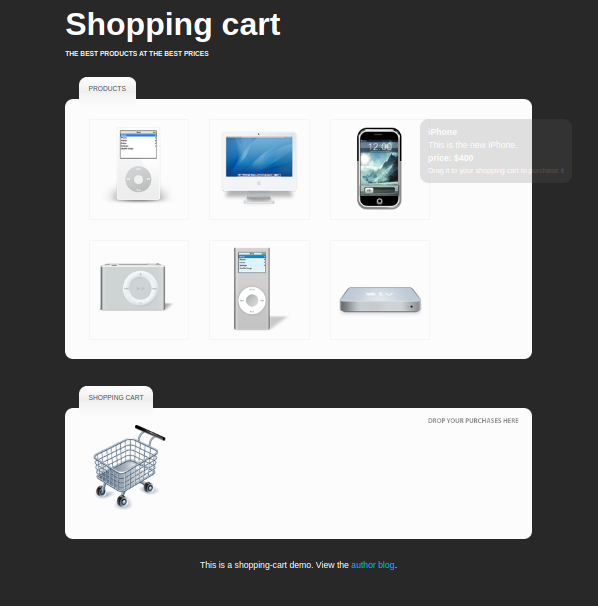 Shopping cart
THE BEST PRODUCTS AT THE BEST PRICES
PRODUCTS
12:00
iPhone
This is the new iPhone.
price: $400
Drag it to your shopping cart to purchase it
SHOPPING CART
DROP YOUR PURCHASES HERE
This is a shopping-cart demo. View the author blog.